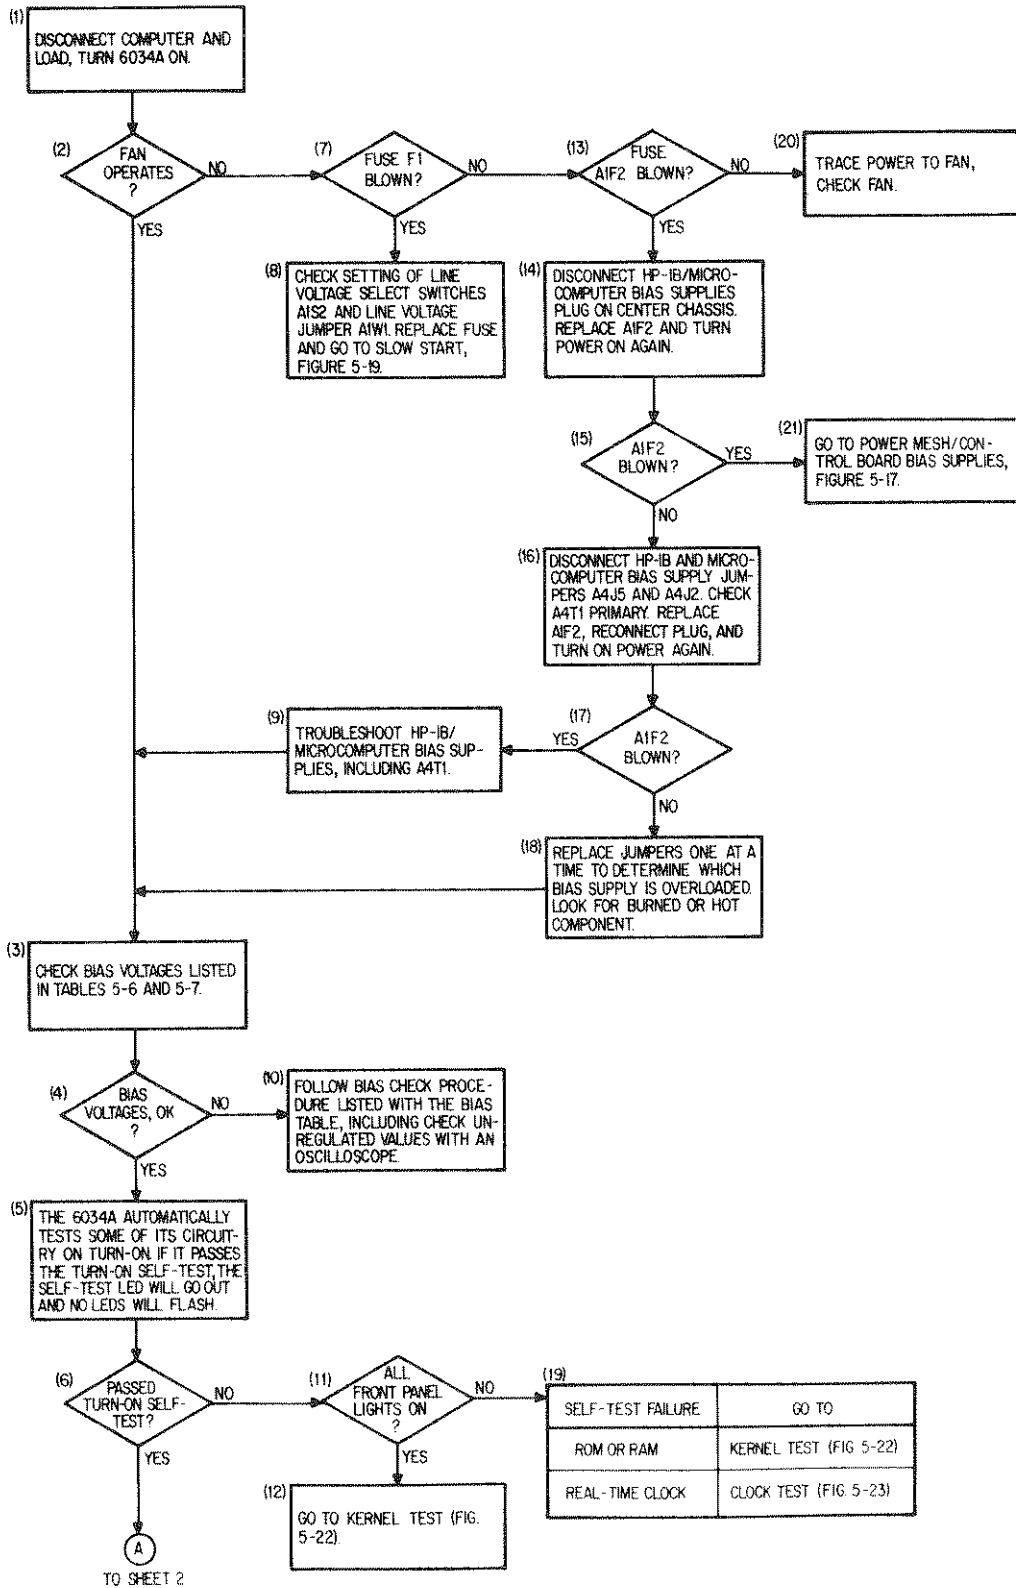 (1)
DISCONNECT COMPUTER AND
LOAD, TURN 6034A ON.
(2)
FAN
OPERATES
?
NO
YES
(7)
FUSE F1
BLOWN?
NO
YES
(13)
FUSE
A1F2 BLOWN?
NO
YES
(20)
TRACE POWER TO FAN,
CHECK FAN.
(8)
CHECK SETTING OF LINE
VOLTAGE SELECT SWITCHES
A1S2 AND LINE VOLTAGE
JUMPER A1W1. REPLACE FUSE
AND GO TO SLOW START,
FIGURE 5-19.
(14)
DISCONNECT HP-IB/MICRO-
COMPUTER BIAS SUPPLIES
PLUG ON CENTER CHASSIS.
REPLACE A1F2 AND TURN
POWER ON AGAIN.
(15)
A1F2
BLOWN?
YES
NO
(21)
GO TO POWER MESH/CON-
TROL BOARD BIAS SUPPLIES,
FIGURE 5-17.
(16)
DISCONNECT HP-IB AND MICRO-
COMPUTER BIAS SUPPLY JUM-
PERS A4J5 AND A4J2. CHECK
A4T1 PRIMARY. REPLACE
A1F2, RECONNECT PLUG, AND
TURN ON POWER AGAIN.
(17)
A1F2
BLOWN?
YES
NO
(9)
TROUBLESHOOT HP-IB/
MICROCOMPUTER BIAS SUP-
PLIES, INCLUDING A4T1.
(18)
REPLACE JUMPERS ONE AT A
TIME TO DETERMINE WHICH
BIAS SUPPLY IS OVERLOADED.
LOOK FOR BURNED OR HOT
COMPONENT.
(3)
CHECK BIAS VOLTAGES LISTED
IN TABLES 5-6 AND 5-7.
(4)
BIAS
VOLTAGES, OK
?
NO
YES
(10)
FOLLOW BIAS CHECK PROCE-
DURE LISTED WITH THE BIAS
TABLE, INCLUDING CHECK UN-
REGULATED VALUES WITH AN
OSCILLOSCOPE.
(5)
THE 6034A AUTOMATICALLY
TESTS SOME OF ITS CIRCUIT-
RY ON TURN-ON. IF IT PASSES
THE TURN-ON SELF-TEST, THE
SELF-TEST LED WILL GO OUT
AND NO LEDS WILL FLASH.
(6)
PASSED
TURN-ON SELF-
TEST?
NO
YES
(11)
ALL
FRONT PANEL
LIGHTS ON
?
NO
YES
(12)
GO TO KERNEL TEST (FIG.
5-22).
(19)
SELF-TEST FAILURE GO TO
ROM OR RAM KERNEL TEST (FIG 5-22)
REAL-TIME CLOCK CLOCK TEST (FIG. 5-23)
A
TO SHEET 2